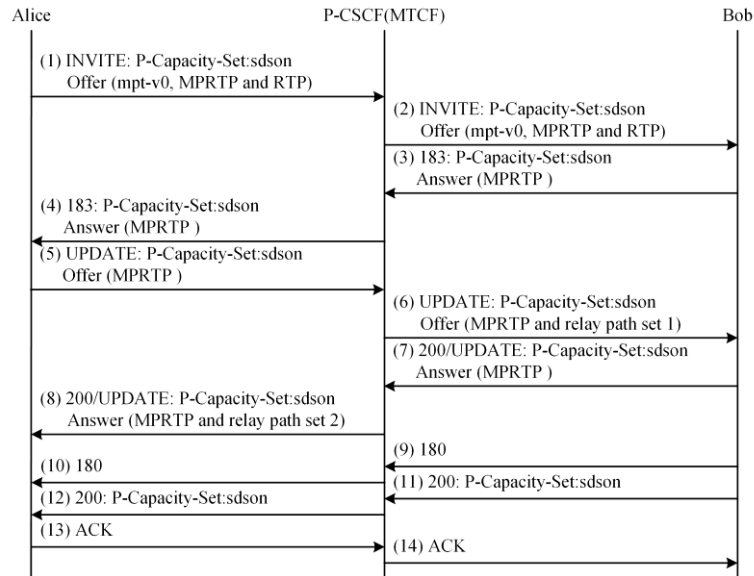 Alice
P-CSCF(MTCF)
Bob
(1) INVITE: P-Capacity-Set:sdson
Offer (mpt-v0, MPRTP and RTP)
(2) INVITE: P-Capacity-Set:sdson
Offer (mpt-v0, MPRTP and RTP)
(3) 183: P-Capacity-Set:sdson
Answer (MPRTP )
(4) 183: P-Capacity-Set:sdson
Answer (MPRTP )
(5) UPDATE: P-Capacity-Set:sdson
Offer (MPRTP )
(6) UPDATE: P-Capacity-Set:sdson
Offer (MPRTP and relay path set 1)
(7) 200/UPDATE: P-Capacity-Set:sdson
Answer (MPRTP )
(8) 200/UPDATE: P-Capacity-Set:sdson
Answer (MPRTP and relay path set 2)
(9) 180
(10) 180
(11) 200: P-Capacity-Set:sdson
(12) 200: P-Capacity-Set:sdson
(13) ACK
(14) ACK